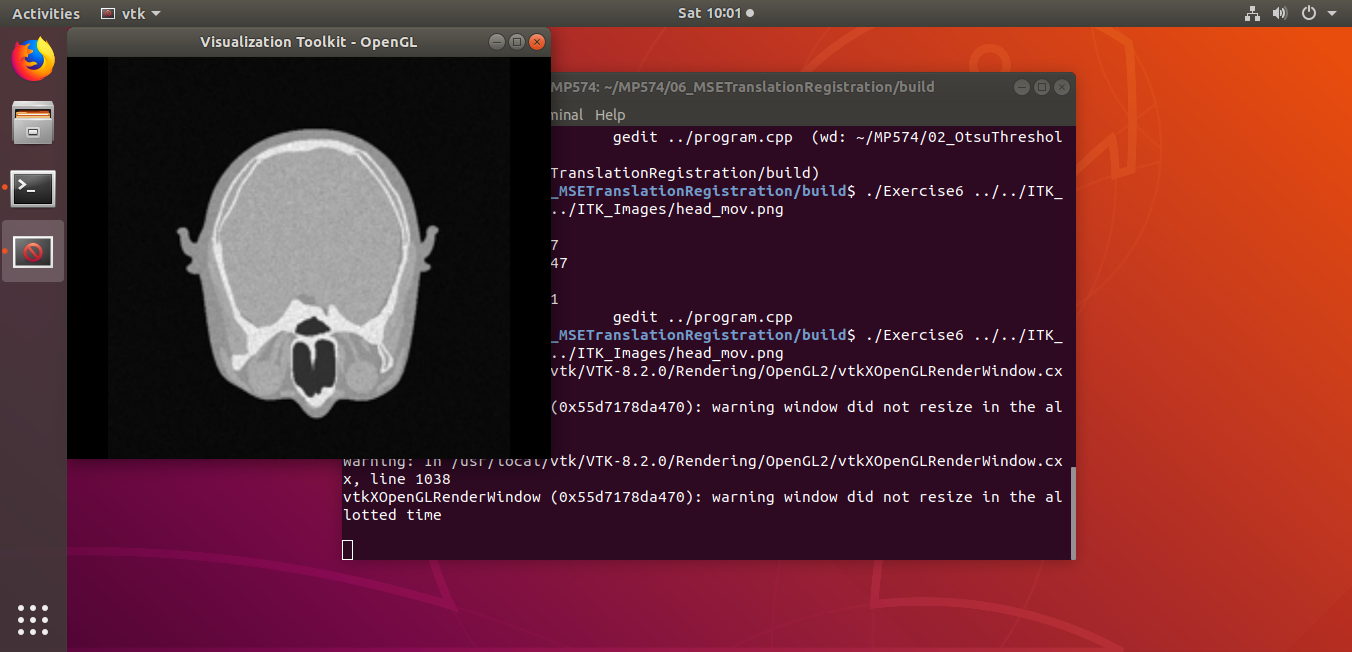 Activities
vtk
Sat 10:01
Visualization Toolkit - OpenGL
MP574: ~/MP574/06_MSETranslationRegistration/build
minal Help
gedit ../program.cpp (wd: ~/MP574/02_OtsuThreshol
TranslationRegistration/build)
_MSETranslationRegistration/build$ ./Exercise6 ../../ITK_
../ITK_Images/head_mov.png
7
47
1
gedit ../program.cpp
_MSETranslationRegistration/build$ ./Exercise6 ../../ITK_
../ITK_Images/head_mov.png
vtk/VTK-8.2.0/Rendering/OpenGL2/vtkXOpenGLRenderWindow.cx
(0x55d7178da470): warning window did not resize in the al
Warning: In /usr/local/vtk/VTK-8.2.0/Rendering/OpenGL2/vtkXOpenGLRenderWindow.cx
x, line 1038
vtkXOpenGLRenderWindow (0x55d7178da470): warning window did not resize in the al
lotted time